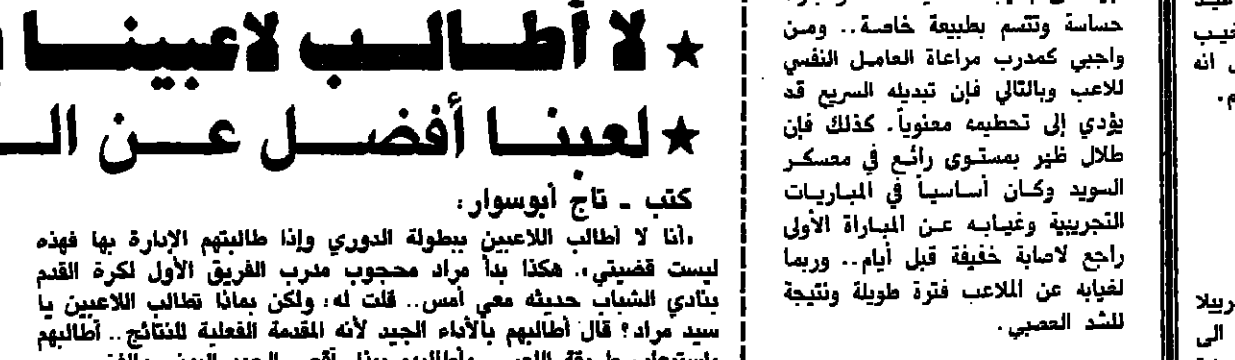 حساسة وتتسم بطبيعة خاصة.. ومن
واجبي كمدرب مراعاة العامل النفسي
للاعب وبالتالي فإن تبديله السريع قد
يؤدي إلى تحطيمه معنوياً. كذلك فإن
طلال ظهر بمستوى رائع في معسكر
السويد وكان أساسياً في المباريات
التجريبية وغيابه عن المباراة الأولى
راجع لاصابة خفيفة قبل أيام.. وربما
لغيابه عن الملاعب فترة طويلة ونتيجة
للشد العصبي.
★ لا أطالب لاعبينا
★ لعبنا أفضل عن
كتب ـ تاج أبوسوار:
«أنا لا أطالب اللاعبين ببطولة الدوري وإذا طالبتهم الإدارة بها فهذه
ليست قضيتي». هكذا بدأ مراد محجوب مدرب الفريق الأول لكرة القدم
بنادي الشباب حديثه معي أمس.. قلت له: ولكن بماذا تطالب اللاعبين يا
سيد مراد؟ قال أطالبهم بالأداء الجيد لأنه المقدمة الفعلية للنتائج.. أطالبهم
انه
الى